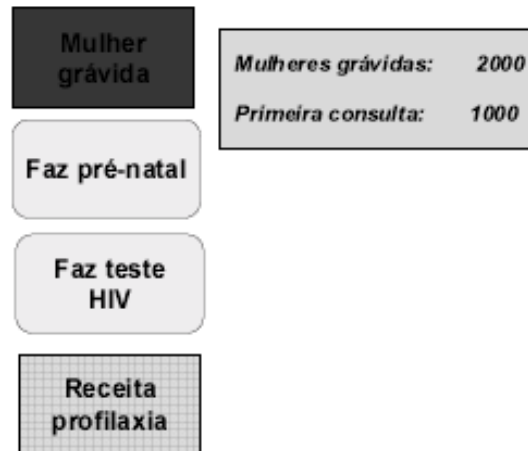 Mulher
grávida
Mulheres grávidas: 2000
Primeira consulta: 1000
Faz pré-natal
Faz teste
HIV
Receita
profilaxia